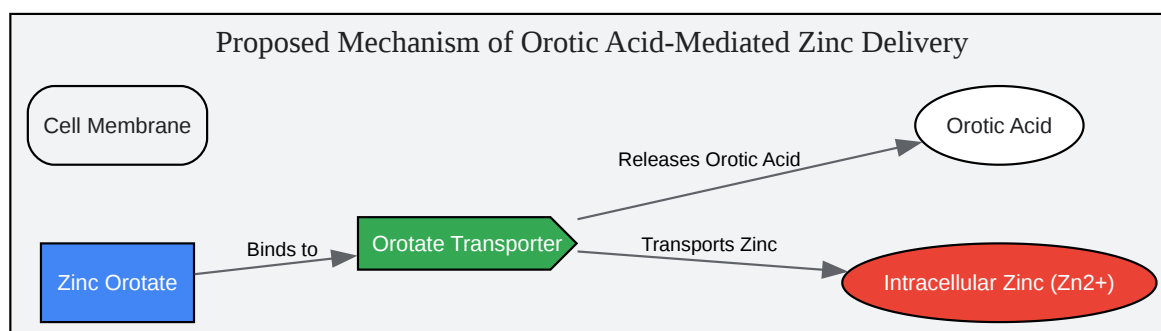 Proposed Mechanism of Orotic Acid-Mediated Zinc Delivery
Cell Membrane
Orotic Acid
Releases Orotic Acid
Orotate Transporter
Binds to
Transports Zinc
Zinc Orotate
Intracellular Zinc (Zn2+)